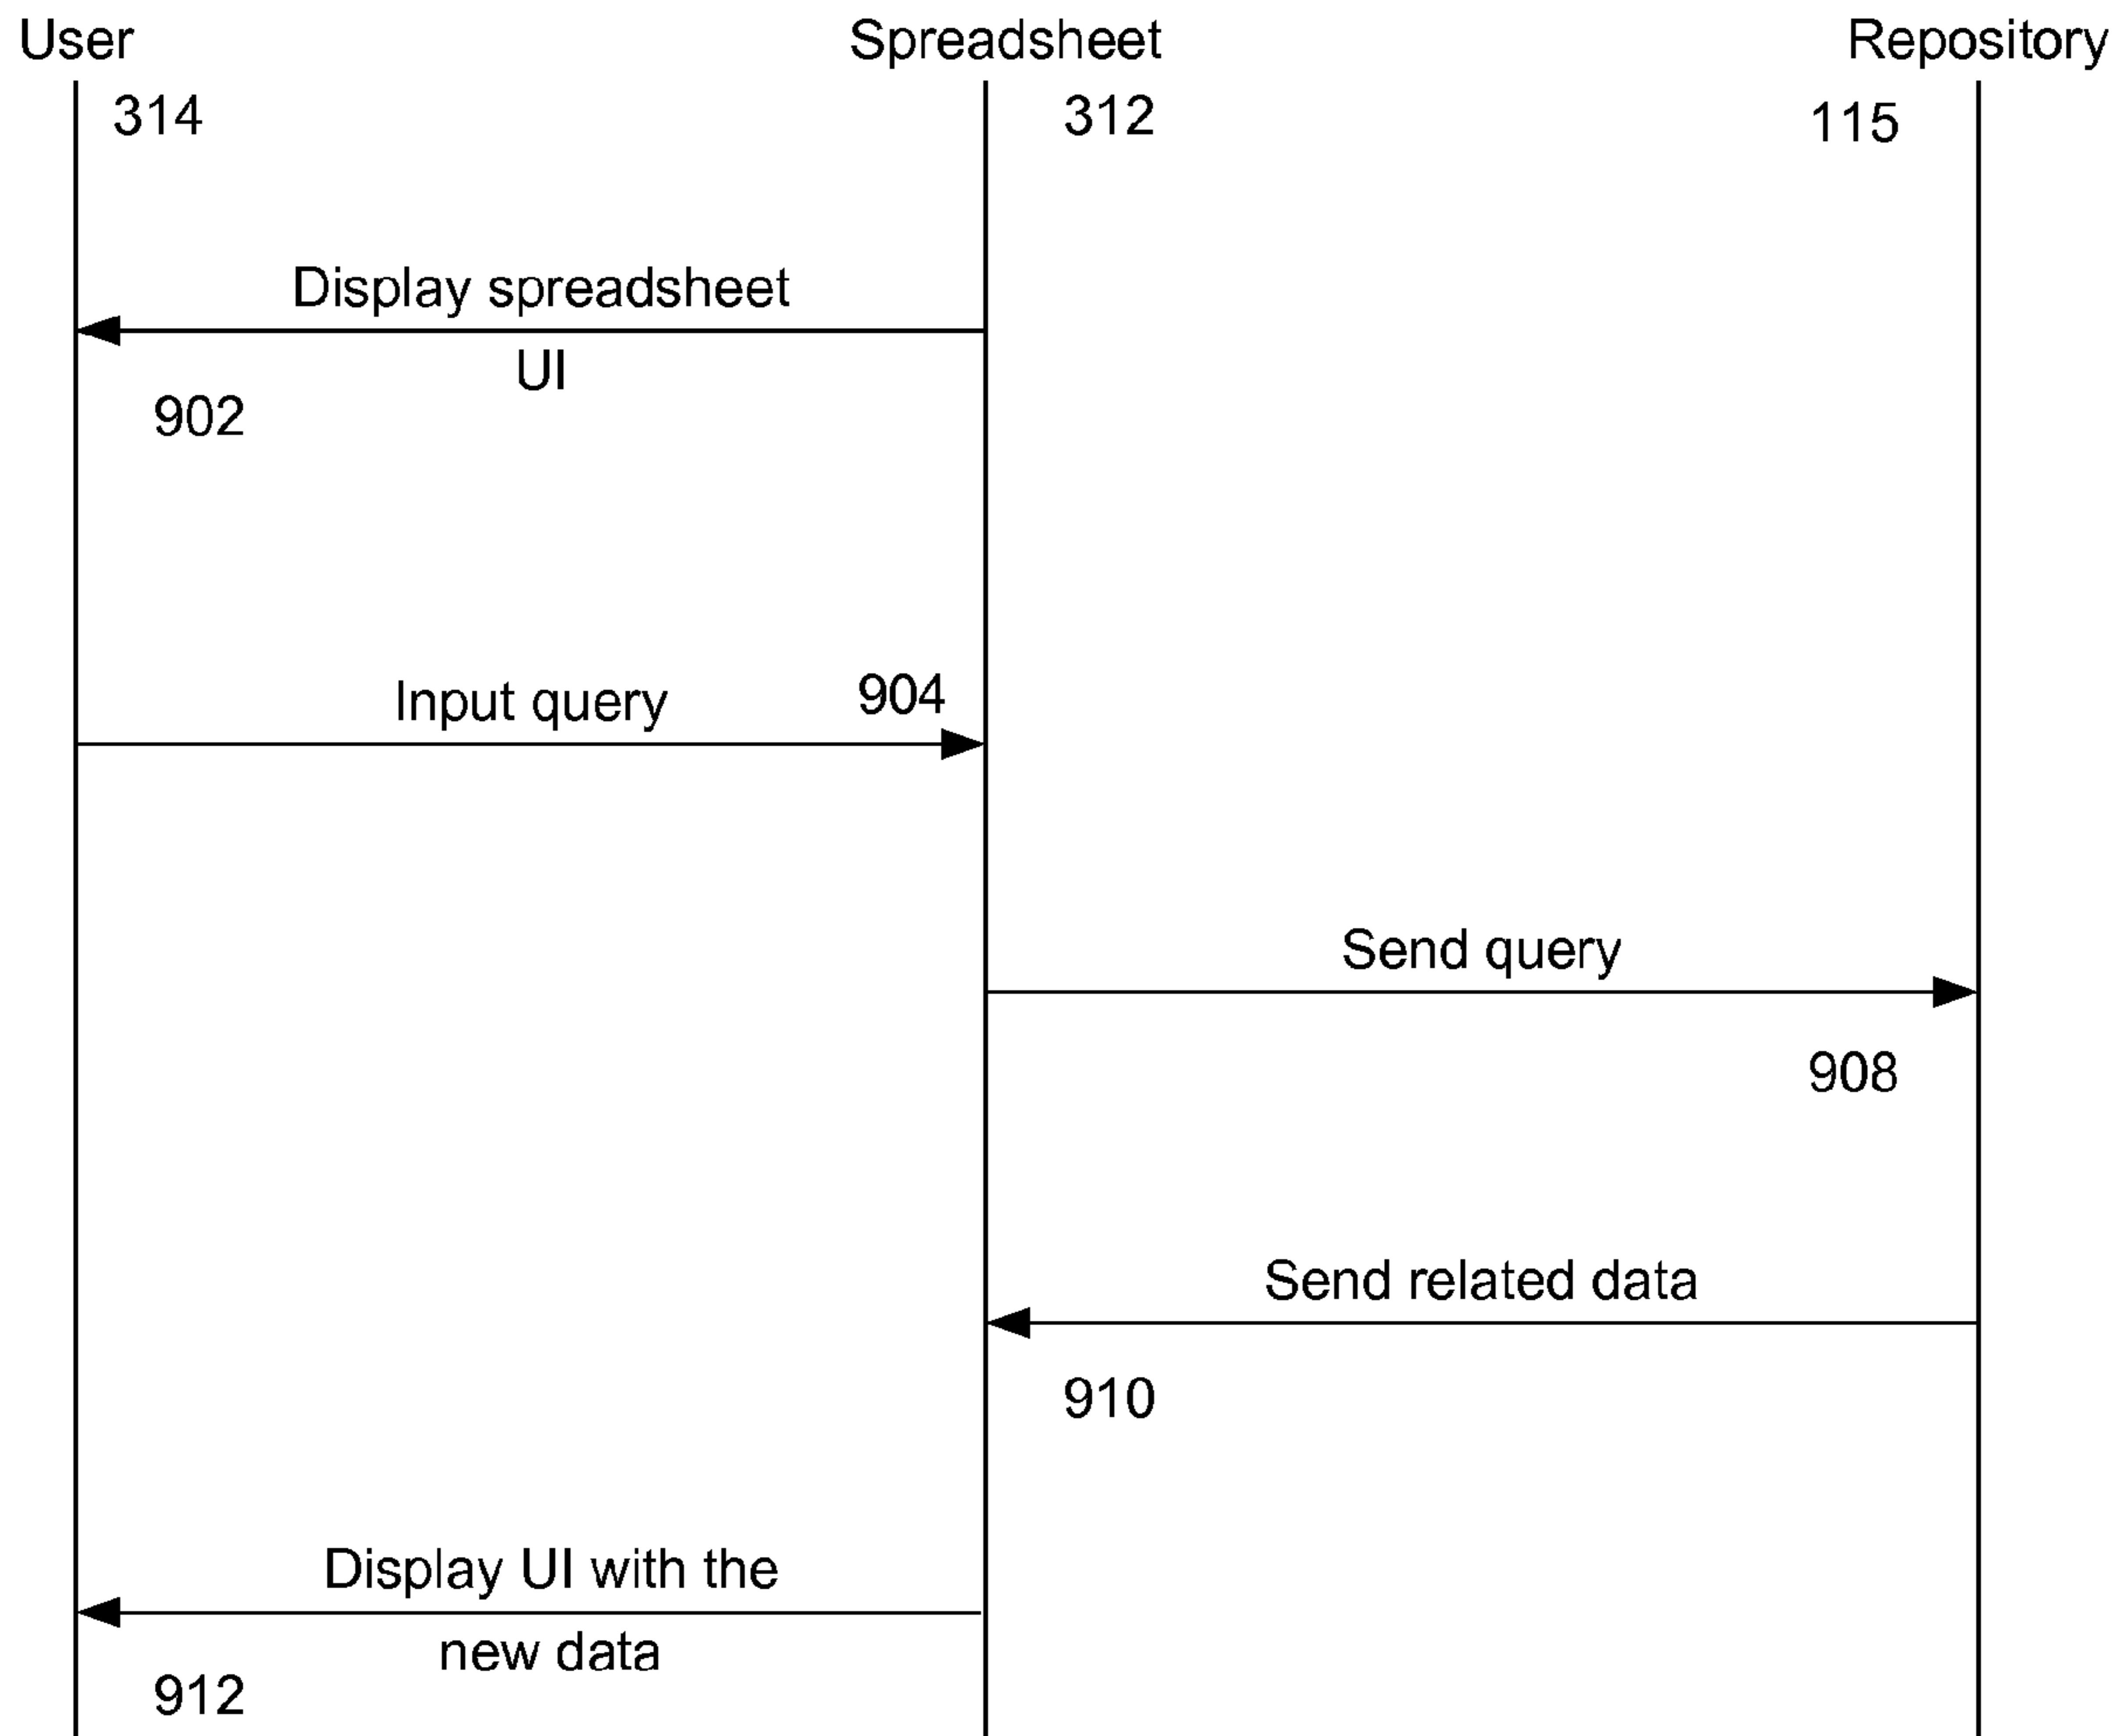 User
Spreadsheet
Repository
314
312
115
Display spreadsheet
UI
902
Input query
904
Send query
908
Send related data
910
Display UI with the
new data
912